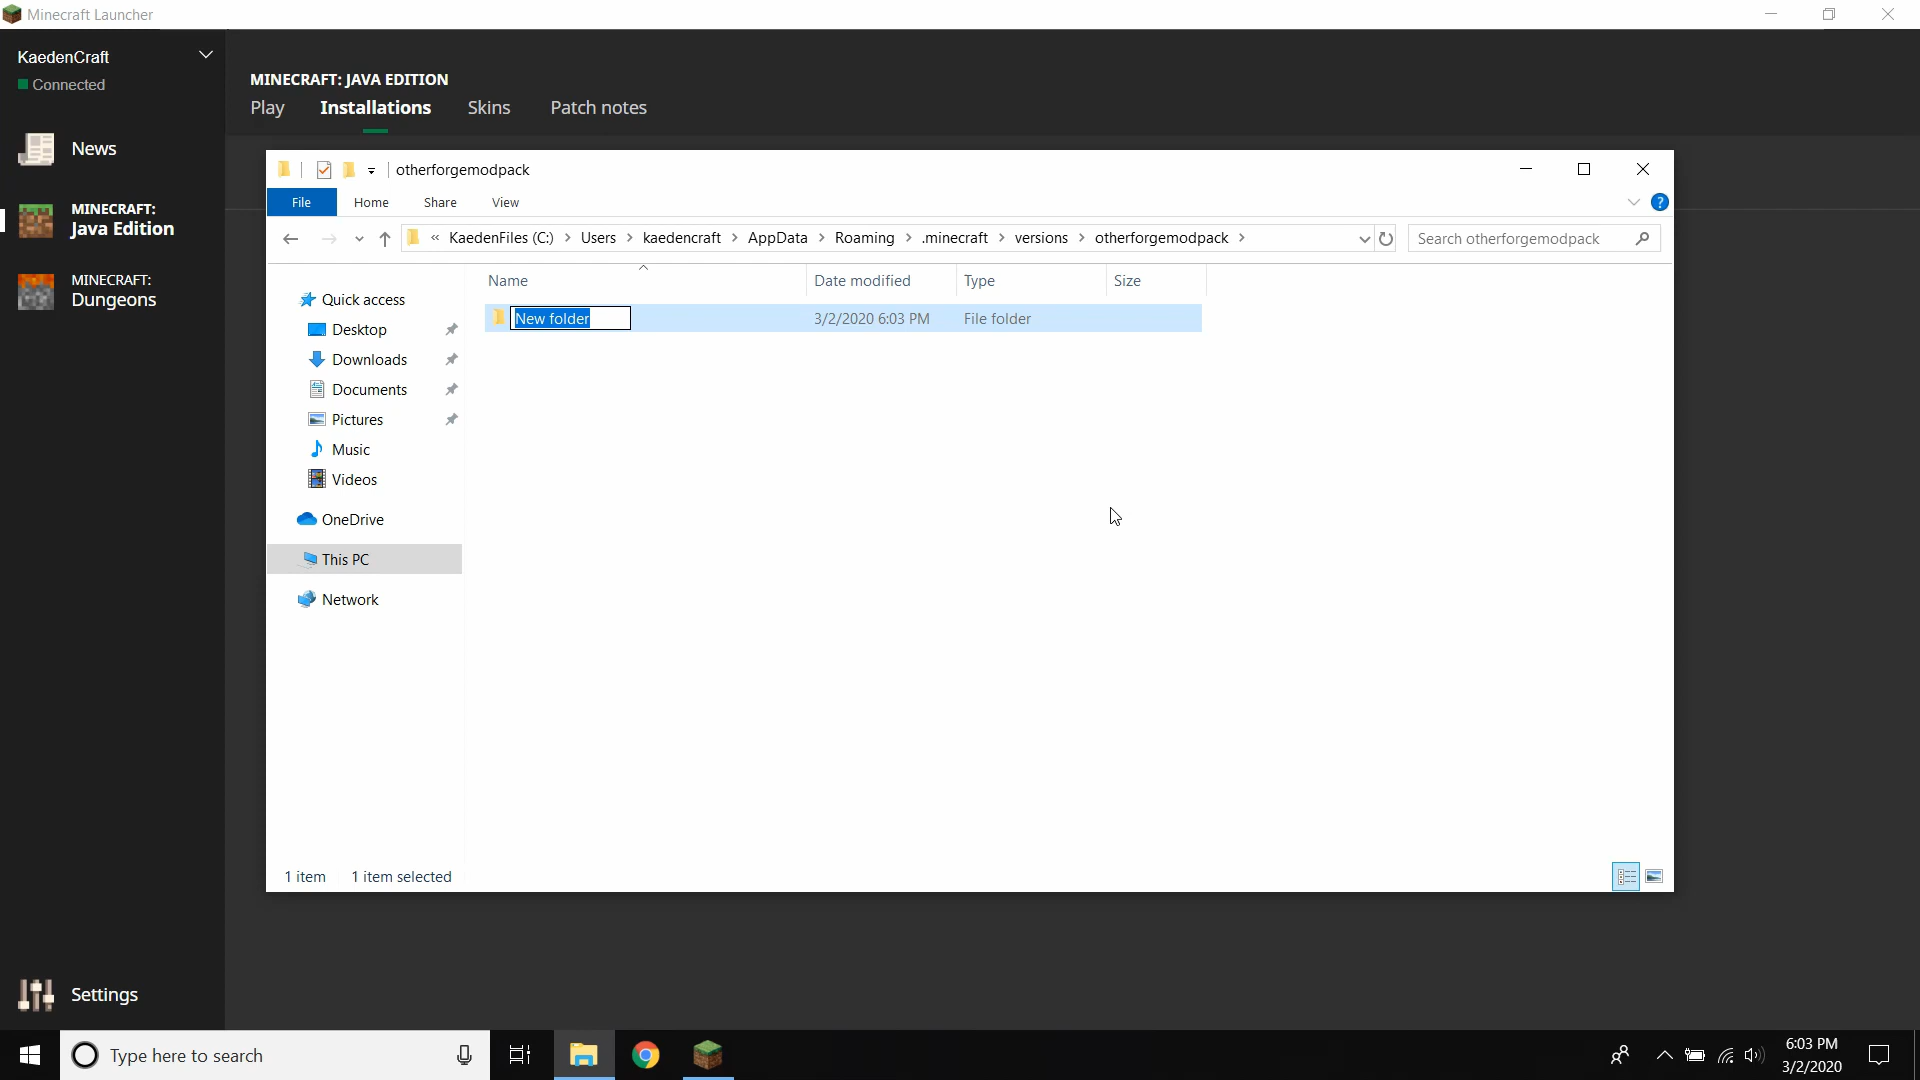 Minecraft Launcher
KaedenCraft
Connected
News
MINECRAFT:
Java Edition
MINECRAFT:
Dungeons
Settings
MINECRAFT: JAVA EDITION
Play Installations Skins Patch notes
otherforgemodpack
File Home Share View
« KaedenFiles (C:) > Users > kaedencraft > AppData > Roaming > .minecraft > versions > otherforgemodpack >
Search otherforgemodpack
Quick access
Desktop
Downloads
Documents
Pictures
Music
Videos
OneDrive
This PC
Network
Name Date modified Type Size
New folder 3/2/2020 6:03 PM File folder
1 item 1 item selected
Type here to search
6:03 PM
3/2/2020